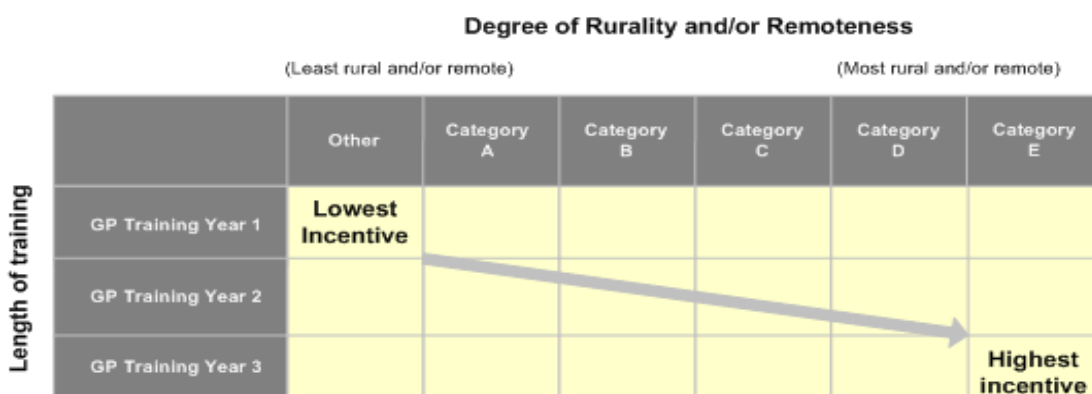 Degree of Rurality and/or Remoteness
(Least rural and/or remote) (Most rural and/or remote)
Other Category A Category B Category C Category D Category E
Length of training
GP Training Year 1 Lowest Incentive
GP Training Year 2
GP Training Year 3 Highest incentive